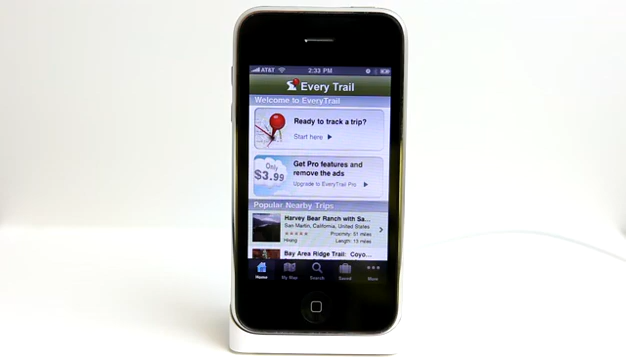 AT&T 2:33 PM
Every Trail
Welcome to EveryTrail
Ready to track a trip?
Start here
Only
$3.99
Get Pro features and
remove the ads
Upgrade to EveryTrail Pro
Popular Nearby Trips
Harvey Bear Ranch with Sa...
San Martin, California, United States
Proximity: 51 miles
Hiking Length: 13 miles
Bay Area Ridge Trail: Coyo...
Home My Map Search Saved More